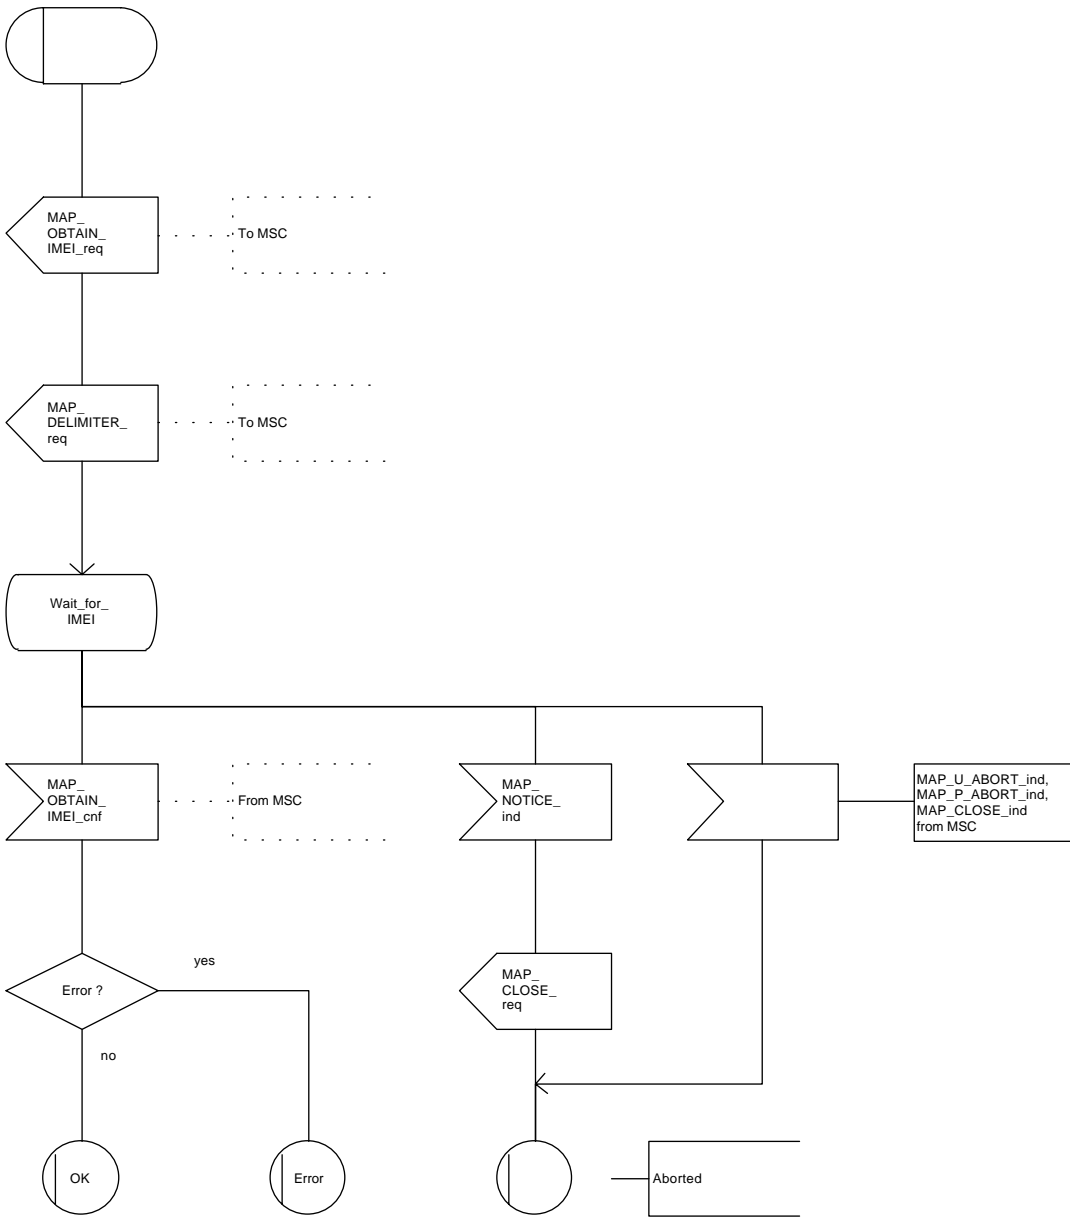 MAP_
OBTAIN_
IMEI_req
To MSC
MAP_
DELIMITER_
req
To MSC
Wait_for_
IMEI
MAP_
OBTAIN_
IMEI_cnf
From MSC
MAP_
NOTICE_
ind
MAP_U_ABORT_ind,
MAP_P_ABORT_ind,
MAP_CLOSE_ind
from MSC
Error ?
yes
no
MAP_
CLOSE_
req
OK
Error
Aborted